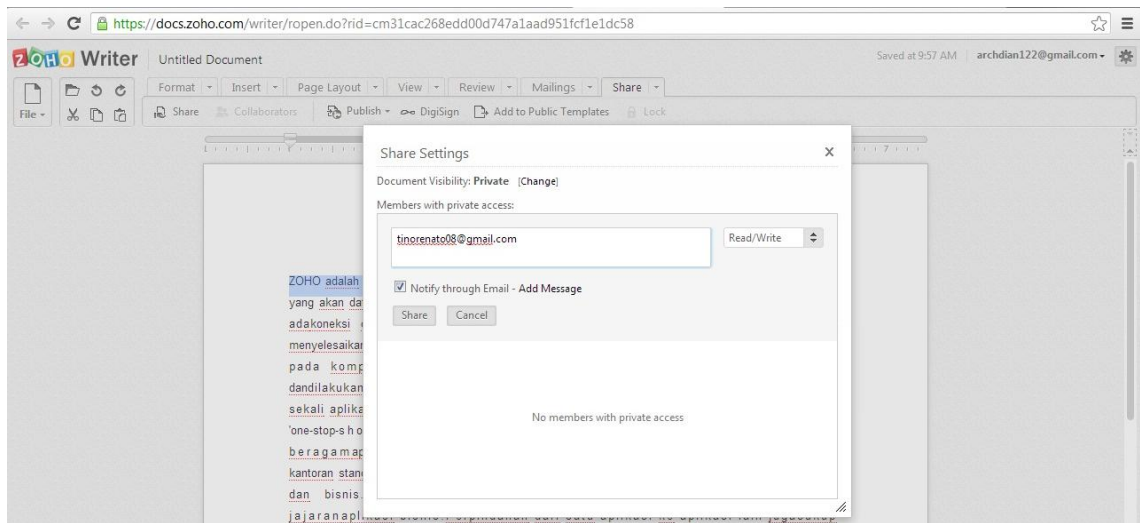 https://docs.zoho.com/writer/ropen.do?rid=cm31cac268edd00d747a1aad951fcf1e1dc58
ZOHO Writer Untitled Document Saved at 9:57 AM archdian122@gmail.com
Format Insert Page Layout View Review Mailings Share
File Share Collaborators Publish DigiSign Add to Public Templates Lock
7
Share Settings X
Document Visibility: Private [Change]
Members with private access:
tinorenato08@gmail.com Read/Write
Notify through Email - Add Message
Share Cancel
No members with private access
ZOHO adalah
yang akan da
adakoneksi
menyelesaikan
pada komp
dandilakukan
sekali aplika
'one-stop-s h o
b e r a g a m a p
kantoran stan
dan bisnis.
j a j a r a n a p l